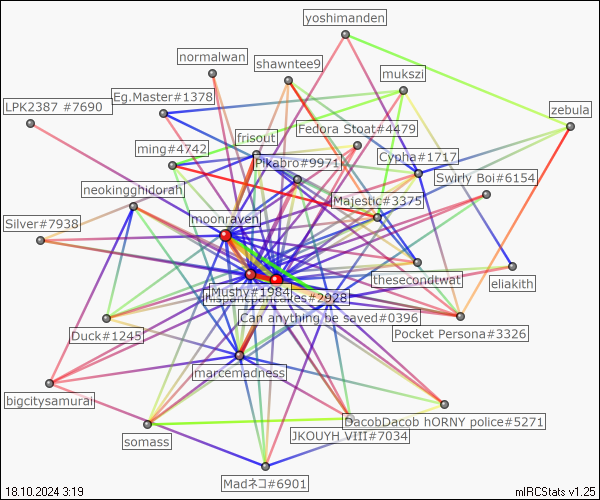 yoshimanden
normalwan
shawntee9
mukszi
Eg.Master#1378
LPK2387 #7690
zebula
Fedora Stoat#4479
frisout
ming#4742
Cypha#1717
Pikabro#9971
Swirly Boi#6154
neokingghidorah
Majestic#3375
moonraven
Silver#7938
thesecondtwat
eliakith
Mushy#1984
#2928
Can anything be saved#0396
Duck#1245
Pocket Persona#3326
marcemadness
bigcitysamurai
DacobDacob hORNY police#5271
JKOUYH VIII#7034
somass
Madネコ#6901
18.10.2024 3:19
mIRCStats v1.25